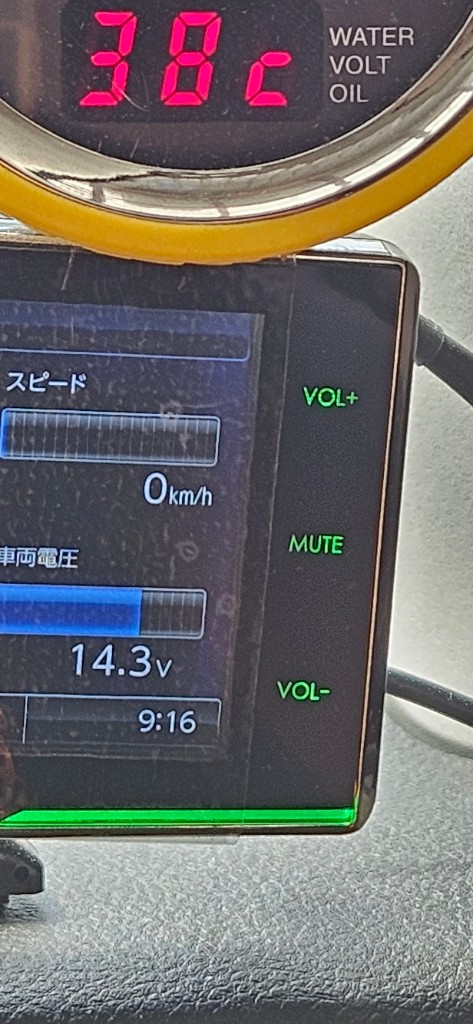 38c
WATER
VOLT
OIL
スピード
VOL+
0km/h
MUTE
車両電圧
14.3V
VOL-
9:16